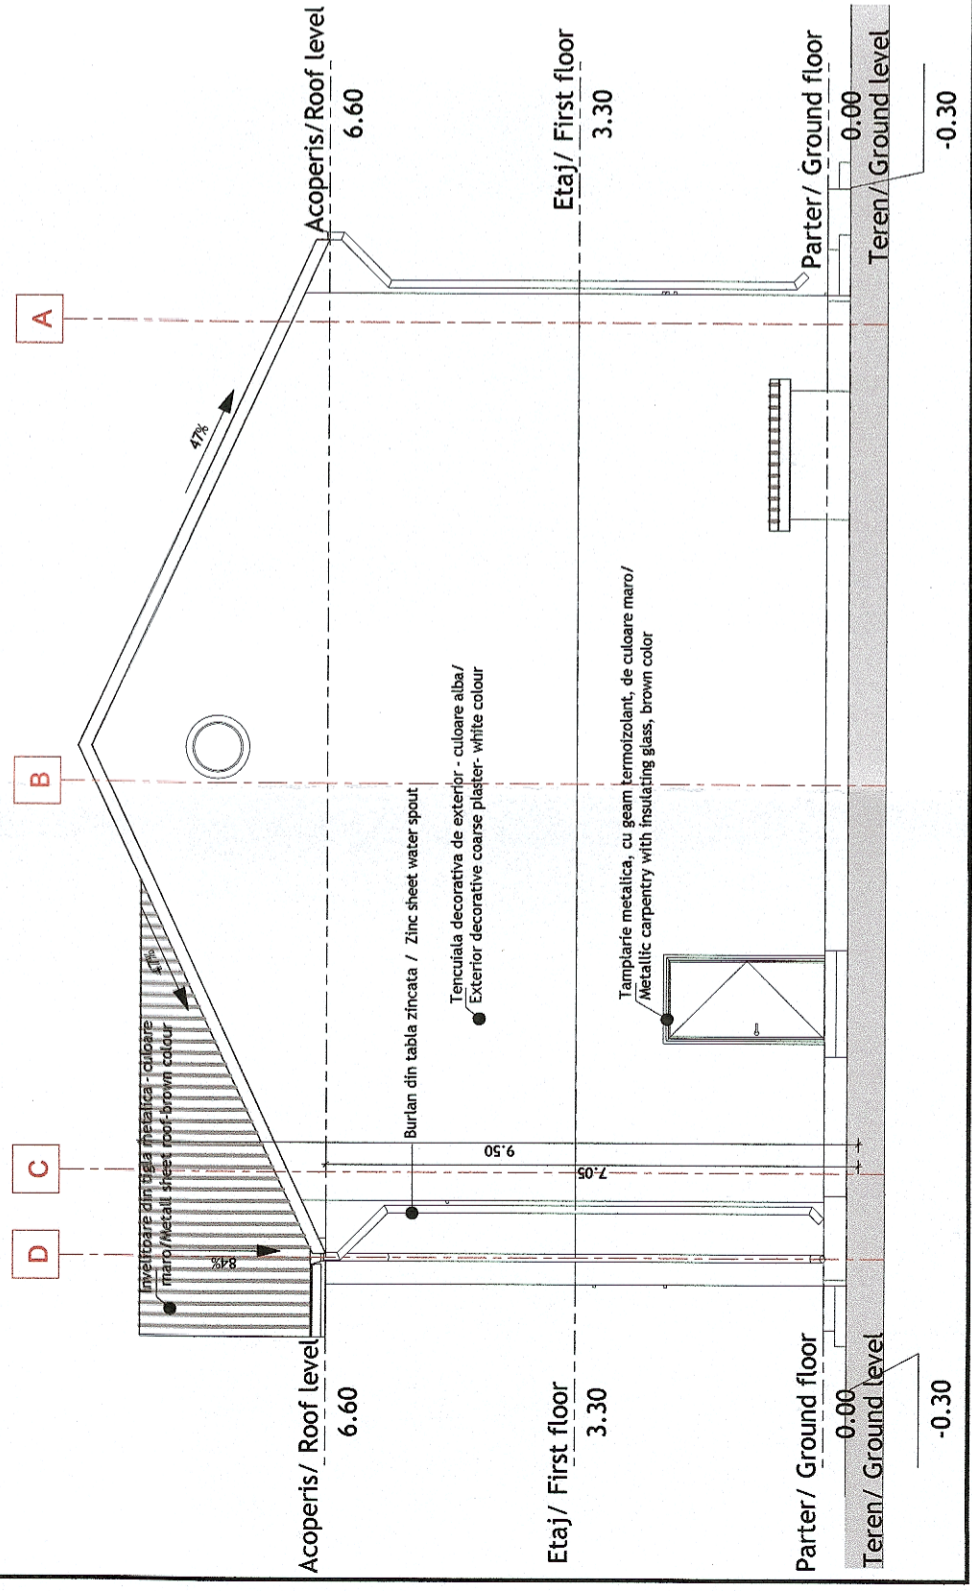 D
C
B
A
Invelitoare din tigla metalica - culoare
maro/Metall sheet roof-brown colour
84%
47%
47%
Acoperis/ Roof level
6.60
Acoperis/Roof level
6.60
Burlan din tabla zincata / Zinc sheet water spout
Tencuiala decorativa de exterior - culoare alba/
Exterior decorative coarse plaster- white colour
9.50
7.05
Etaj/ First floor
3.30
Etaj/ First floor
3.30
Tamplarie metalica, cu geam termoizolant, de culoare maro/
Metallic carpentry with insulating glass, brown color
Parter/ Ground floor
0.00
Parter/ Ground floor
0.00
Teren/ Ground level
-0.30
Teren/ Ground level
-0.30